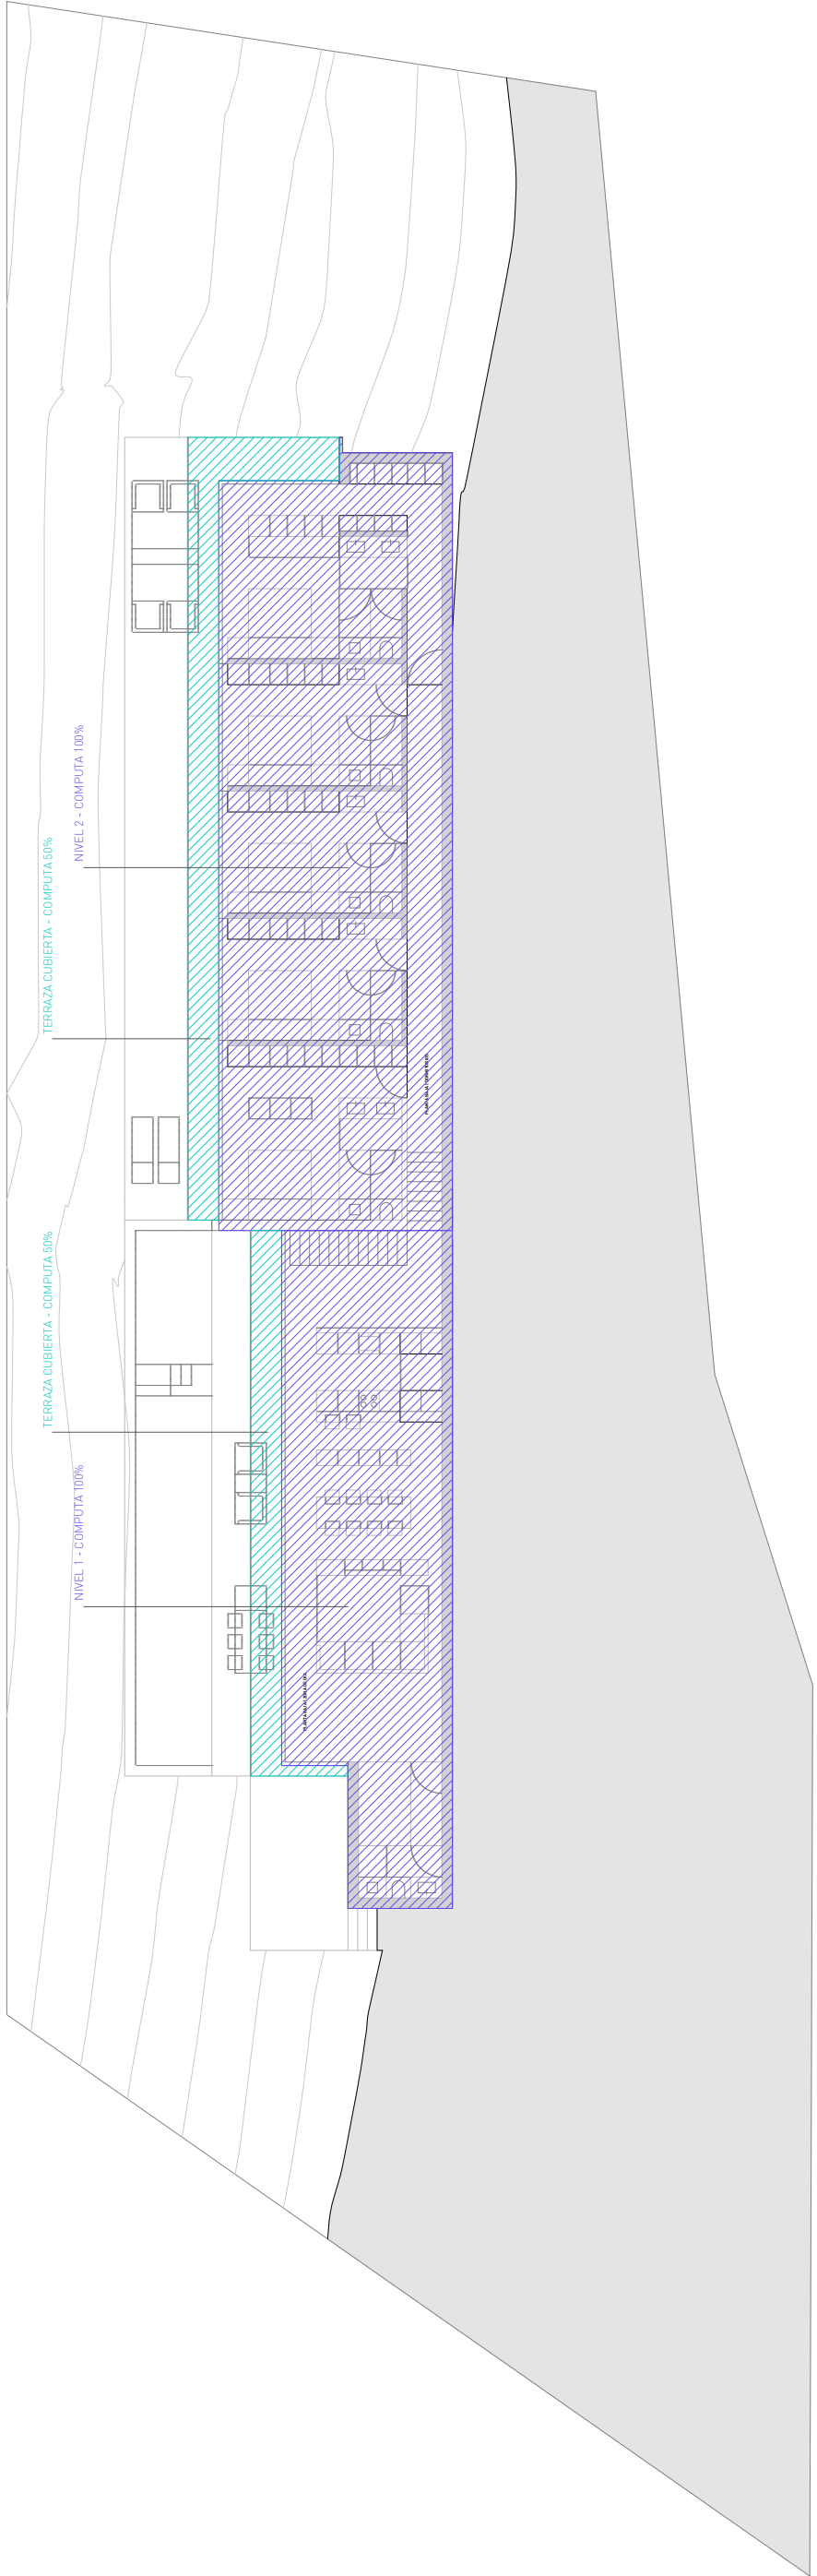 NIVEL 2 - COMPUTA 100%
TERRAZA CUBIERTA - COMPUTA 50%
TERRAZA CUBIERTA - COMPUTA 50%
NIVEL 1 - COMPUTA 100%